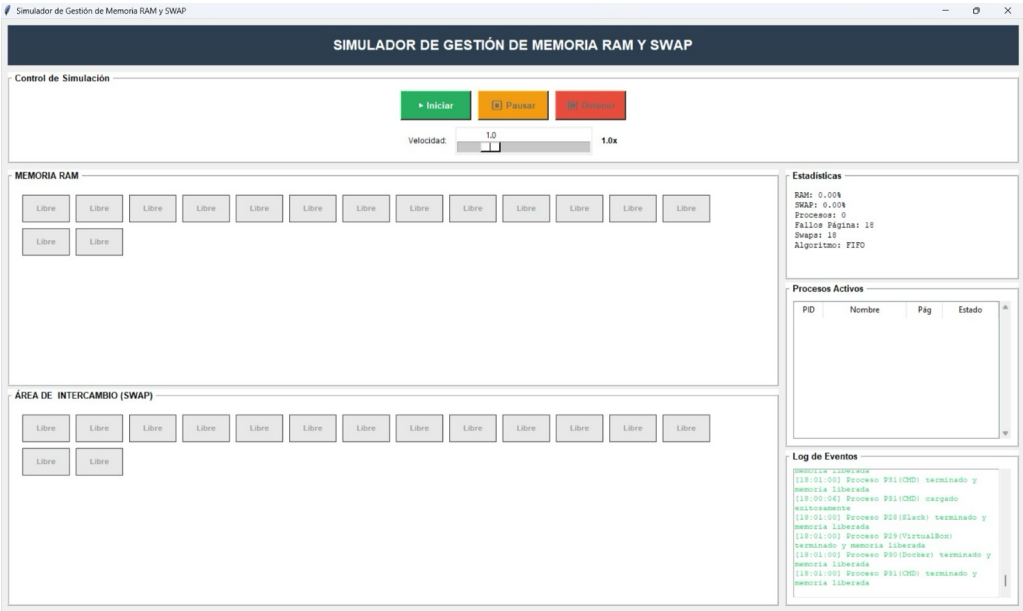 Simulador de Gestión de Memoria RAM y SWAP
SIMULADOR DE GESTIÓN DE MEMORIA RAM Y SWAP
Control de Simulación
Iniciar
Pausar
Detener
Velocidad: 1.0 1.0x
MEMORIA RAM
Libre Libre Libre Libre Libre Libre Libre Libre Libre Libre Libre Libre Libre
Libre Libre
ÁREA DE INTERCAMBIO (SWAP)
Libre Libre Libre Libre Libre Libre Libre Libre Libre Libre Libre Libre Libre
Libre Libre
Estadísticas
RAM: 0.00%
SWAP: 0.00%
Procesos: 0
Fallos Página: 18
Swaps: 18
Algoritmo: FIFO
Procesos Activos
PID Nombre Pág Estado
Log de Eventos
memoria liberada
[18:01:00] Proceso P81(CMD) terminado y
memoria liberada
[18:00:06] Proceso P31(CMD) cargado
exitosamente
[18:01:00] Proceso P28(Slack) terminado y
memoria liberada
[18:01:00] Proceso P29(VirtualBox)
terminado y memoria liberada
[18:01:00] Proceso P30(Docker) terminado y
memoria liberada
[18:01:00] Proceso P31(CMD) terminado y
memoria liberada